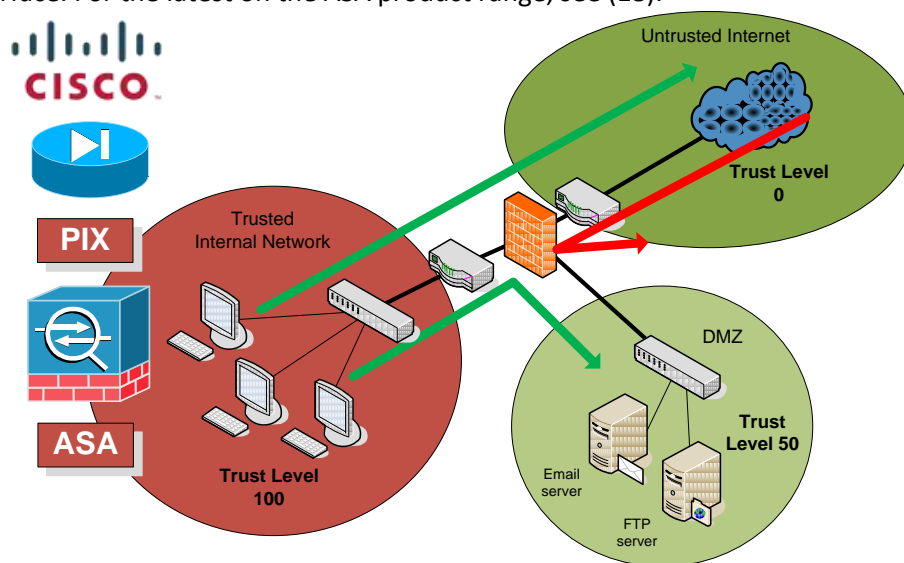 see
CISCO
PIX
ASA
Trusted
Internal Network
Trust Level
100
Untrusted Internet
Trust Level
0
DMZ
Trust
Level 50
Email
server
FTP
server